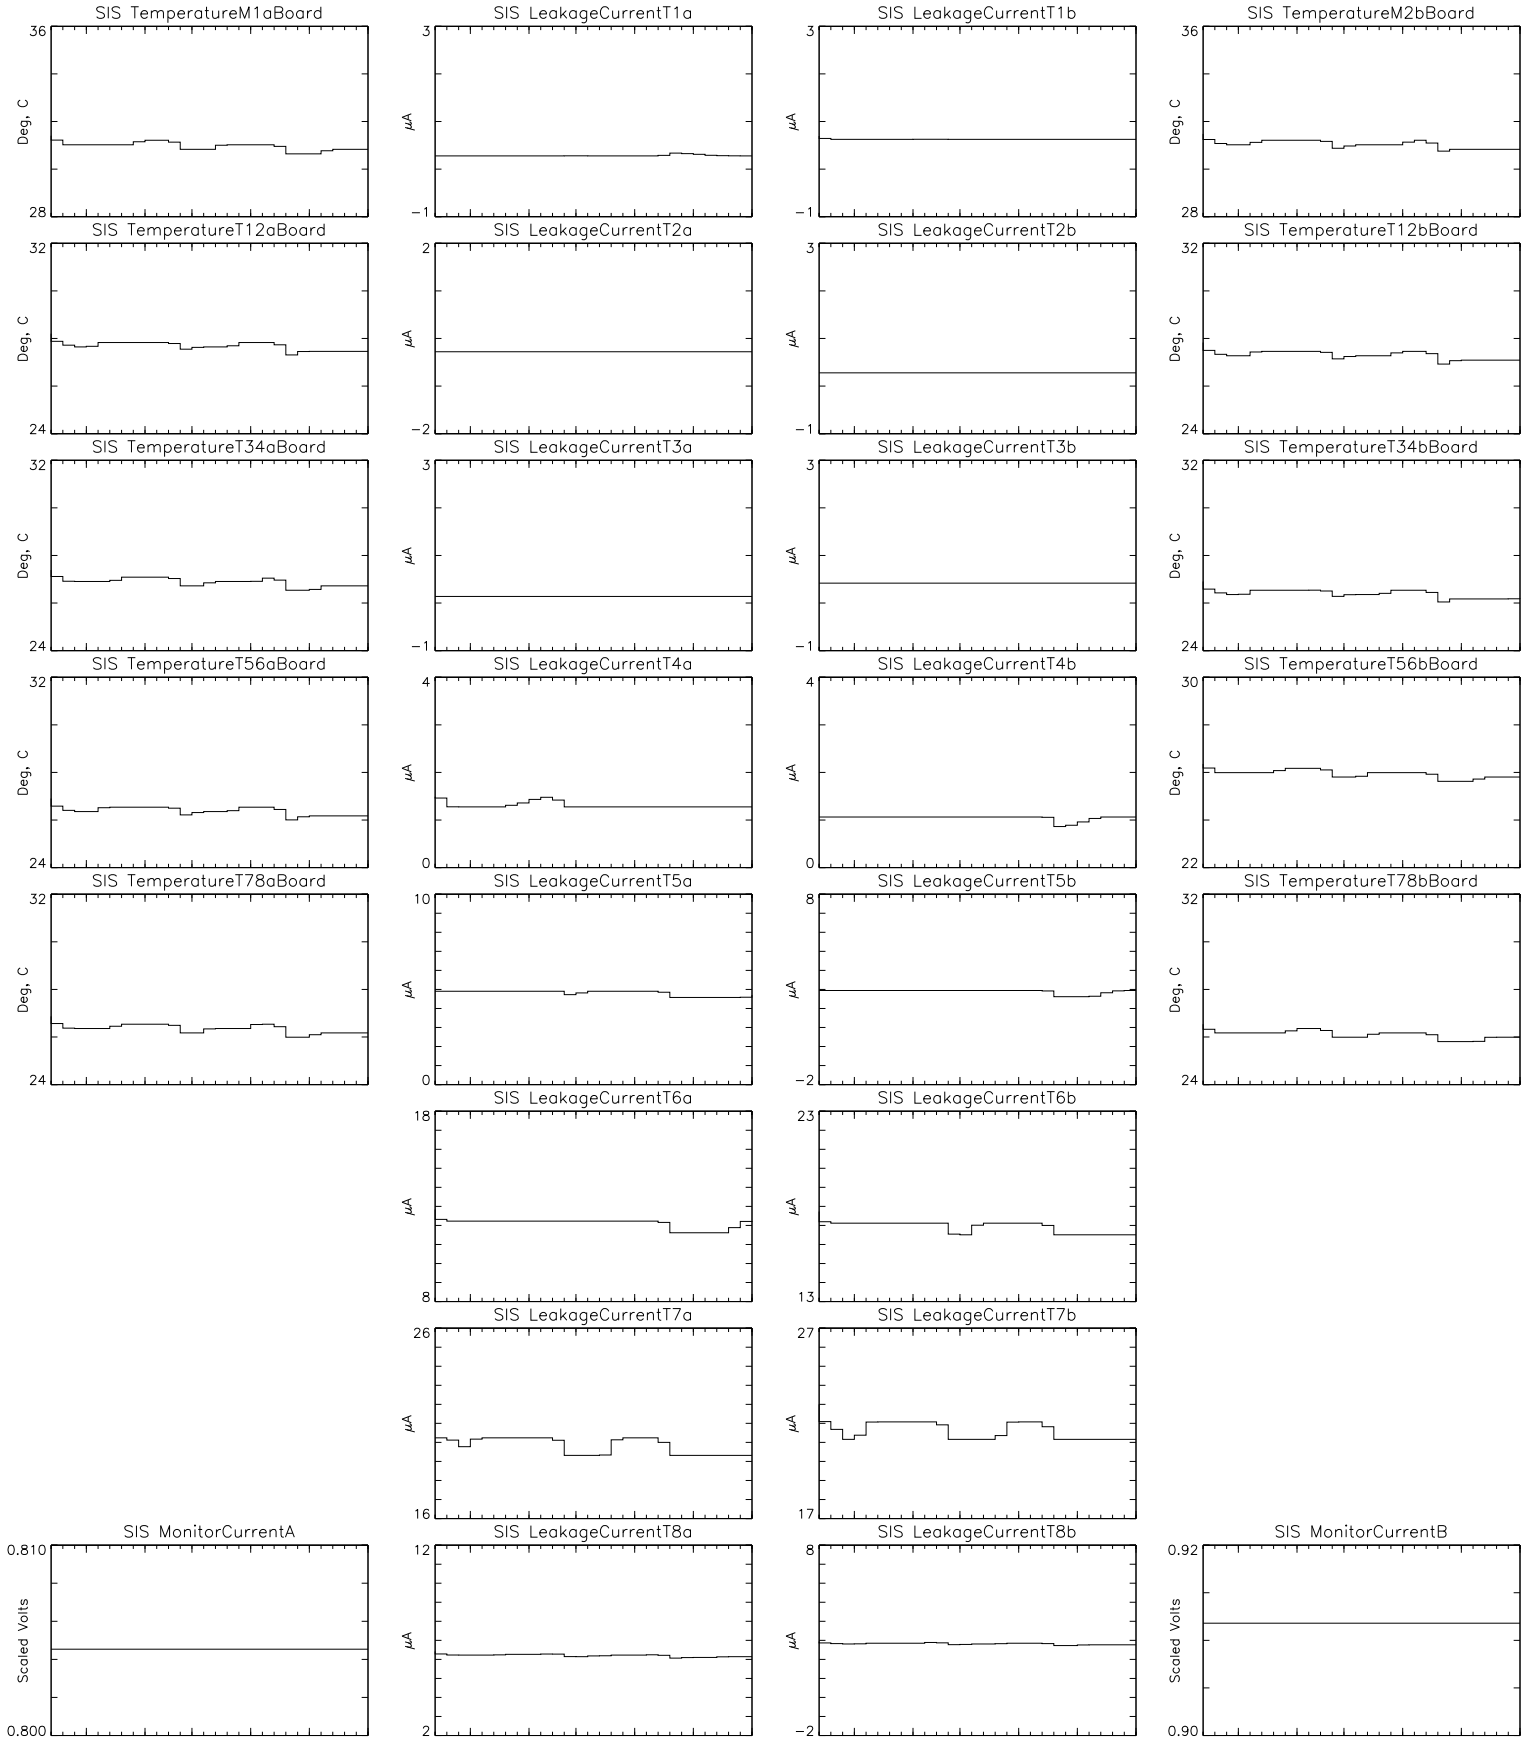 SIS TemperatureM1aBoard
36
Deg, C
28
SIS LeakageCurrentT1a
3
μA
−1
SIS LeakageCurrentT1b
3
μA
−1
SIS TemperatureM2bBoard
36
Deg, C
28
SIS TemperatureT12aBoard
32
Deg, C
24
SIS LeakageCurrentT2a
2
μA
−2
SIS LeakageCurrentT2b
3
μA
−1
SIS TemperatureT12bBoard
32
Deg, C
24
SIS TemperatureT34aBoard
32
Deg, C
24
SIS LeakageCurrentT3a
3
μA
−1
SIS LeakageCurrentT3b
3
μA
−1
SIS TemperatureT34bBoard
32
Deg, C
24
SIS TemperatureT56aBoard
32
Deg, C
24
SIS LeakageCurrentT4a
4
μA
0
SIS LeakageCurrentT4b
4
μA
0
SIS TemperatureT56bBoard
30
Deg, C
22
SIS TemperatureT78aBoard
32
Deg, C
24
SIS LeakageCurrentT5a
10
μA
0
SIS LeakageCurrentT5b
8
μA
−2
SIS TemperatureT78bBoard
32
Deg, C
24
SIS LeakageCurrentT6a
18
μA
8
SIS LeakageCurrentT6b
23
μA
13
SIS LeakageCurrentT7a
26
μA
16
SIS LeakageCurrentT7b
27
μA
17
SIS MonitorCurrentA
0.810
Scaled Volts
0.800
SIS LeakageCurrentT8a
12
μA
2
SIS LeakageCurrentT8b
8
μA
−2
SIS MonitorCurrentB
0.92
Scaled Volts
0.90